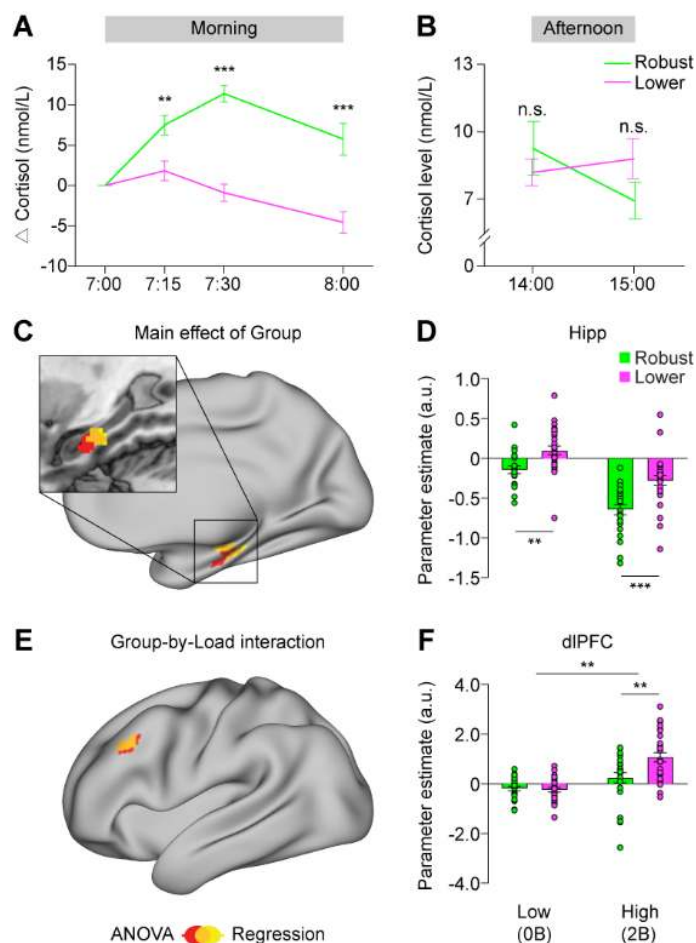 A
Morning
△ Cortisol (nmol/L)
15
10
5
0
-5
-10
**
***
***
7:00
7:15
7:30
8:00
B
Afternoon
Robust
Lower
Cortisol level (nmol/L)
13
9
7
0
n.s.
n.s.
14:00
15:00
C
Main effect of Group
D
Hipp
Robust
Lower
Parameter estimate (a.u.)
1.0
0.5
0.0
-0.5
-1.0
-1.5
**
***
E
Group-by-Load interaction
ANOVA
Regression
F
dlPFC
Parameter estimate (a.u.)
4.0
2.0
0
-2.0
-4.0
**
**
Low
(0B)
High
(2B)